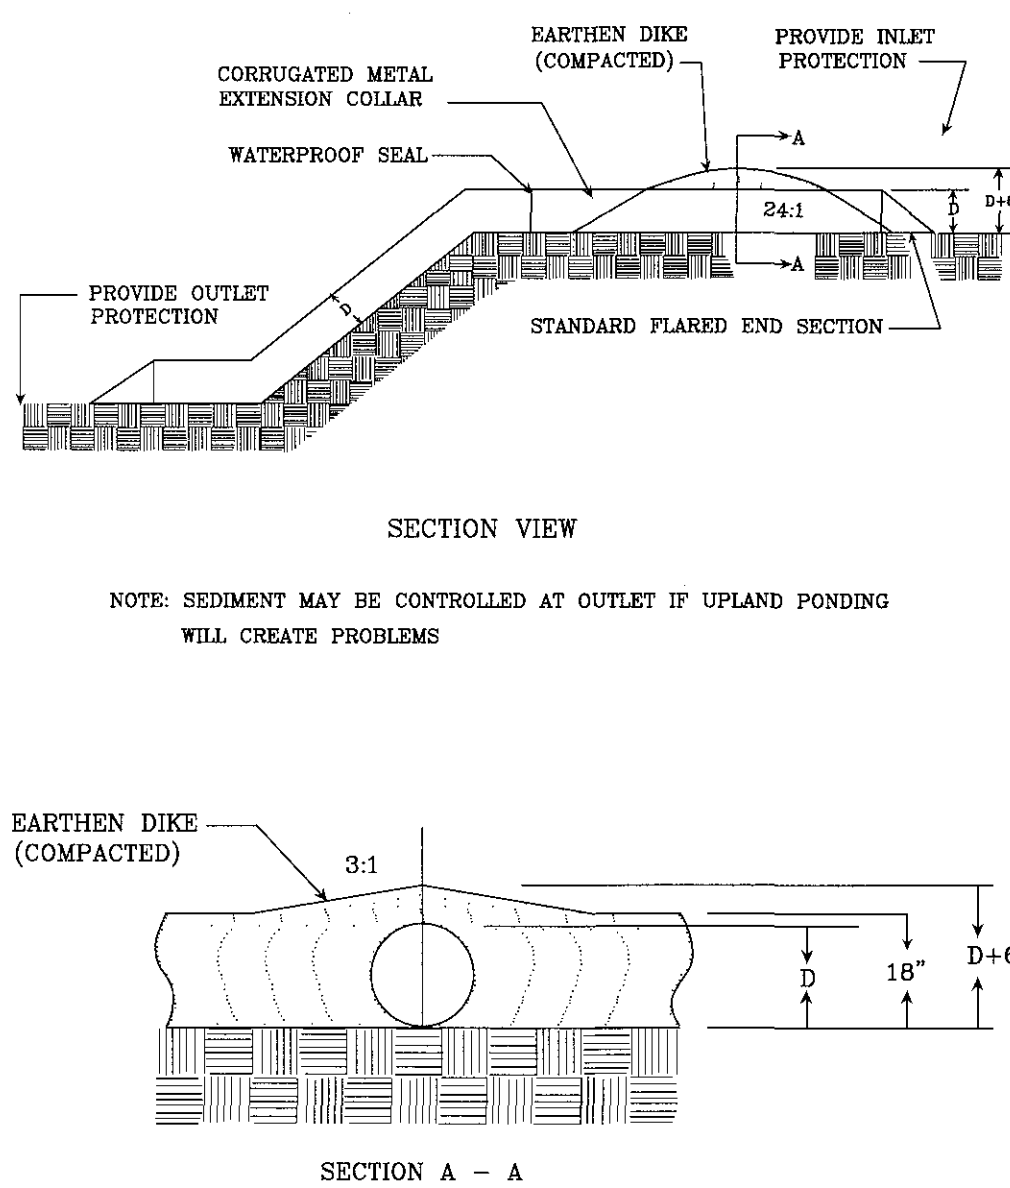 EARTHEN DIKE
(COMPACTED)
PROVIDE INLET
PROTECTION
CORRUGATED METAL
EXTENSION COLLAR
WATERPROOF SEAL
A
24:1
D
D+6
A
D
PROVIDE OUTLET
PROTECTION
STANDARD FLARED END SECTION
SECTION VIEW
NOTE: SEDIMENT MAY BE CONTROLLED AT OUTLET IF UPLAND PONDING
WILL CREATE PROBLEMS
EARTHEN DIKE
(COMPACTED)
3:1
D
18"
D+6
SECTION A - A